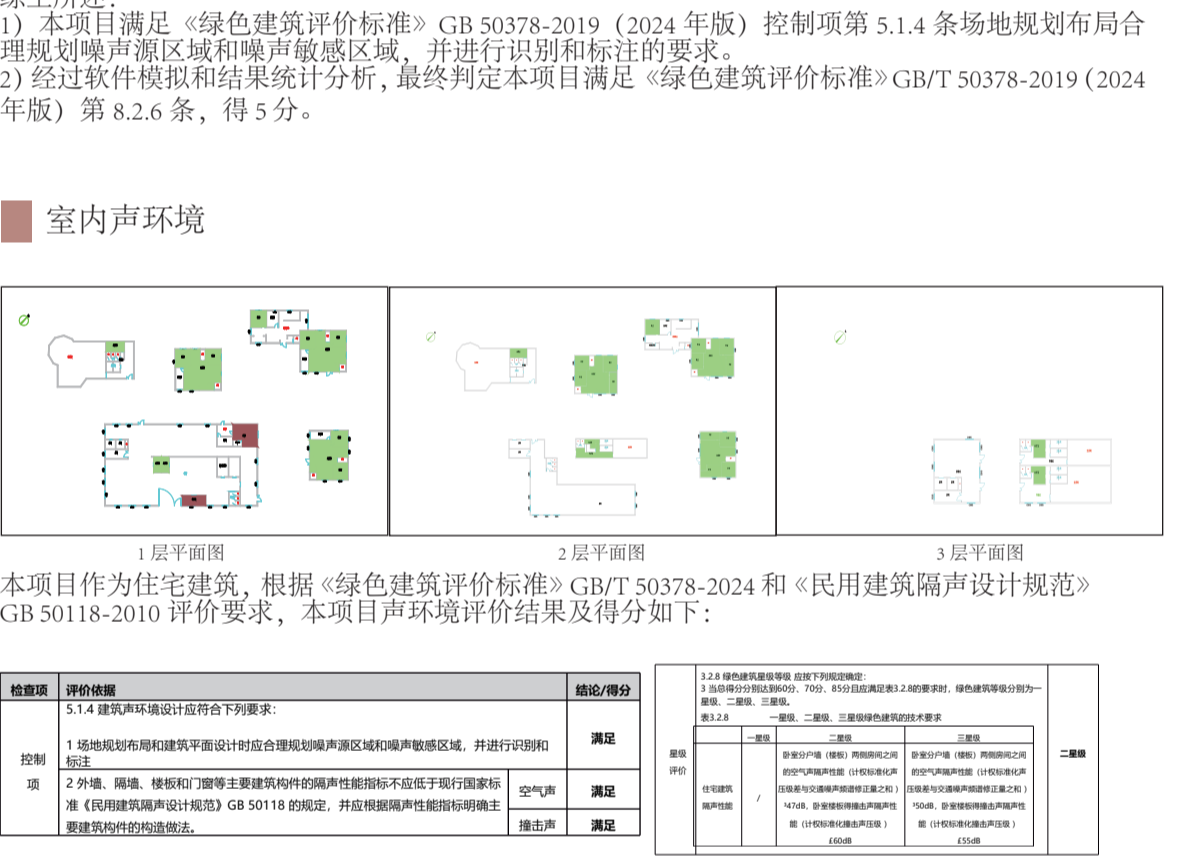 综上所述：
1）本项目满足《绿色建筑评价标准》GB 50378-2019（2024 年版）控制项第 5.1.4 条场地规划布局合
理规划噪声源区域和噪声敏感区域，并进行识别和标注的要求。
2) 经过软件模拟和结果统计分析，最终判定本项目满足《绿色建筑评价标准》GB/T 50378-2019（2024
年版）第 8.2.6 条，得 5 分。
室内声环境
1 层平面图
2 层平面图
3 层平面图
本项目作为住宅建筑，根据《绿色建筑评价标准》GB/T 50378-2024 和《民用建筑隔声设计规范》
GB 50118-2010 评价要求，本项目声环境评价结果及得分如下：
检查项 评价依据 结论/得分
控制
项
5.1.4 建筑声环境设计应符合下列要求：
1 场地规划布局和建筑平面设计时应合理规划噪声源区域和噪声敏感区域，并进行识别和
标注
满足
2 外墙、隔墙、楼板和门窗等主要建筑构件的隔声性能指标不应低于现行国家标
准《民用建筑隔声设计规范》GB 50118 的规定，并应根据隔声性能指标明确主
要建筑构件的构造做法。
空气声 满足
撞击声 满足
星级
评价
3.2.8 绿色建筑星级等级 应按下列规定确定：
3 当总得分分别达到60分、70分、85分且应满足表3.2.8的要求时，绿色建筑等级分别为一
星级、二星级、三星级。
表3.2.8 一星级、二星级、三星级绿色建筑的技术要求
一星级 二星级 三星级
住宅建筑
隔声性能
/
卧室分户墙（楼板）两侧房间之间
的空气声隔声性能（计权标准化声
压级差与交通噪声频谱修正量之和）
³47dB，卧室楼板得撞击声隔声性
能（计权标准化撞击声压级 ）
£60dB
卧室分户墙（楼板）两侧房间之间
的空气声隔声性能（计权标准化声
压级差与交通噪声频谱修正量之和）
³50dB，卧室楼板得撞击声隔声性
能（计权标准化撞击声压级 ）
£55dB
二星级